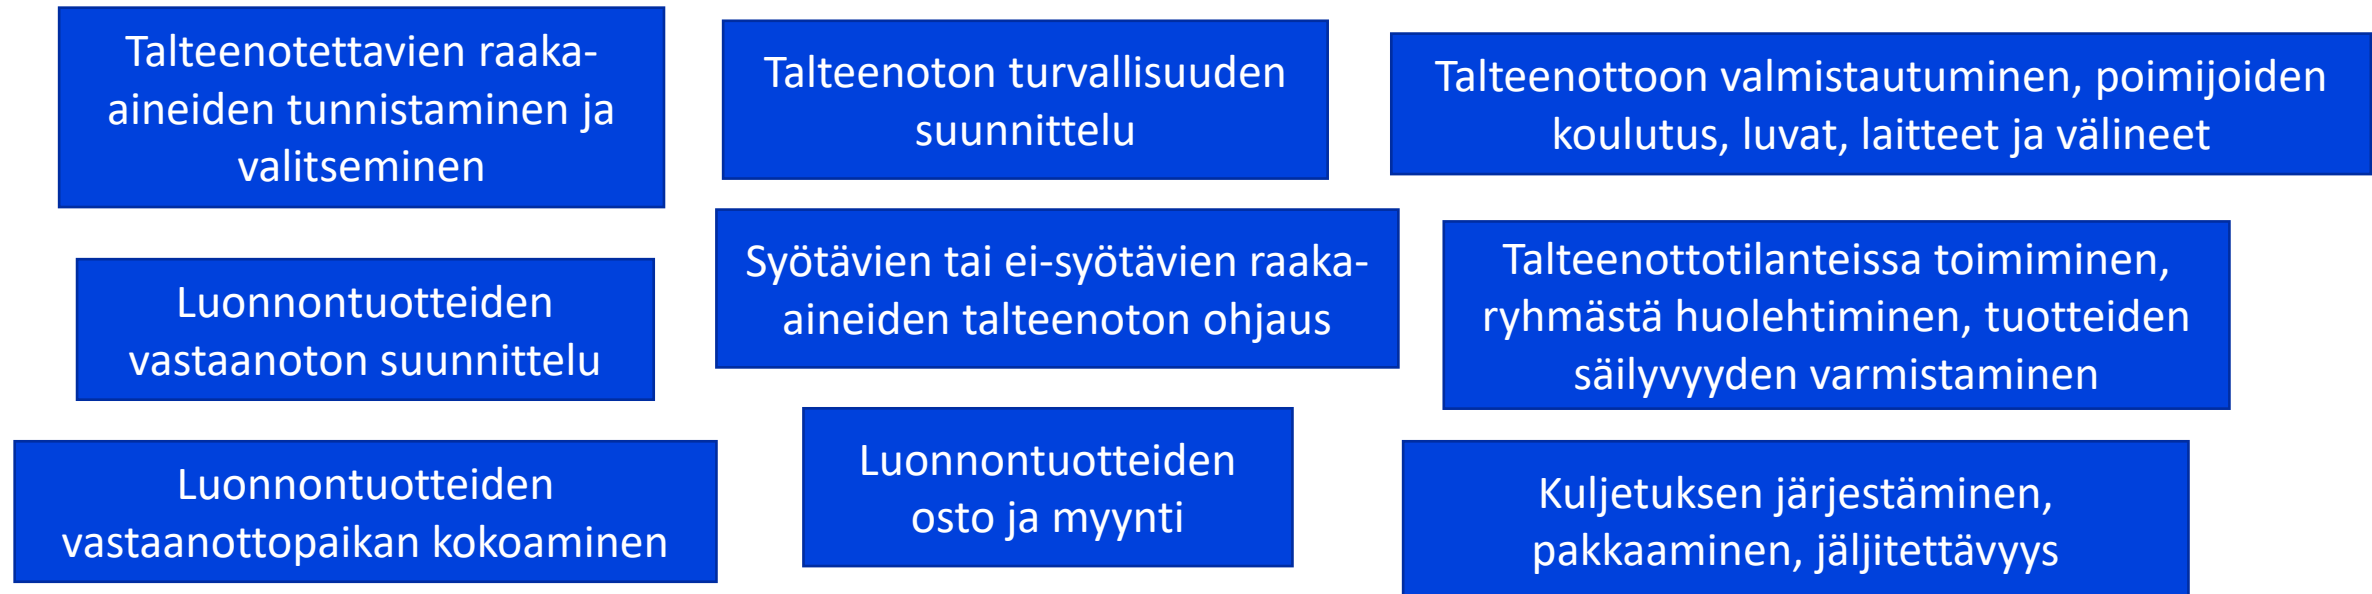 Talteenotettavien raaka-
aineiden tunnistaminen ja
valitseminen
Talteenoton turvallisuuden
suunnittelu
Talteenottoon valmistautuminen, poimijoiden
koulutus, luvat, laitteet ja välineet
Luonnontuotteiden
vastaanoton suunnittelu
Syötävien tai ei-syötävien raaka-
aineiden talteenoton ohjaus
Talteenottotilanteissa toimiminen,
ryhmästä huolehtiminen, tuotteiden
säilyvyyden varmistaminen
Luonnontuotteiden
vastaanottopaikan kokoaminen
Luonnontuotteiden
osto ja myynti
Kuljetuksen järjestäminen,
pakkaaminen, jäljitettävyys